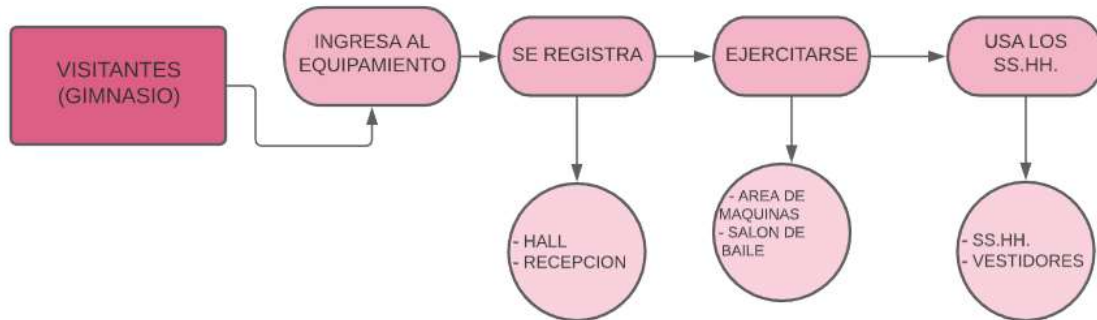 VISITANTES
(GIMNASIO)
INGRESA AL
EQUIPAMIENTO
SE REGISTRA
EJERCITARSE
USA LOS
SS.HH.
- HALL
- RECEPCION
- AREA DE
MAQUINAS
- SALON DE
BAILE
- SS.HH.
- VESTIDORES